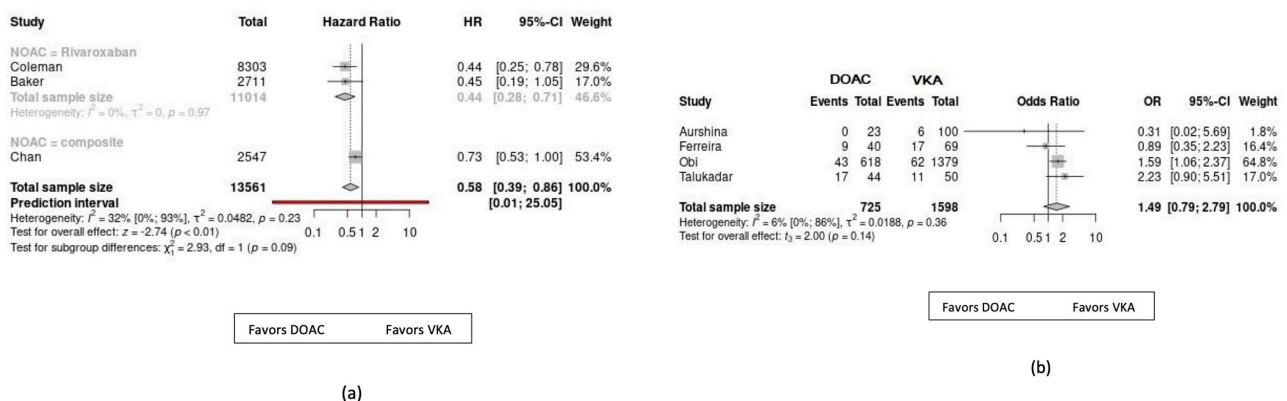 Study Total Hazard Ratio HR 95%-CI Weight
NOAC = Rivaroxaban
Coleman 8303 0.44 [0.25; 0.78] 29.6%
Baker 2711 0.45 [0.19; 1.05] 17.0%
Total sample size 11014 0.44 [0.28; 0.71] 46.6%
Heterogeneity: I² = 0%, τ² = 0, p = 0.97
NOAC = composite
Chan 2547 0.73 [0.53; 1.00] 53.4%
Total sample size 13561 0.58 [0.39; 0.86] 100.0%
Prediction interval [0.01; 25.05]
Heterogeneity: I² = 32% [0%; 93%], τ² = 0.0482, p = 0.23
Test for overall effect: z = -2.74 (p < 0.01)
Test for subgroup differences: χ²₁ = 2.93, df = 1 (p = 0.09)
0.1 0.5 1 2 10
Favors DOAC Favors VKA
(a)
DOAC VKA
Study Events Total Events Total Odds Ratio OR 95%-CI Weight
Aurshina 0 23 6 100 0.31 [0.02; 5.69] 1.8%
Ferreira 9 40 17 69 0.89 [0.35; 2.23] 16.4%
Obi 43 618 62 1379 1.59 [1.06; 2.37] 64.8%
Talukadar 17 44 11 50 2.23 [0.90; 5.51] 17.0%
Total sample size 725 1598 1.49 [0.79; 2.79] 100.0%
Heterogeneity: I² = 6% [0%; 86%], τ² = 0.0188, p = 0.36
Test for overall effect: t₃ = 2.00 (p = 0.14)
0.1 0.5 1 2 10
Favors DOAC Favors VKA
(b)